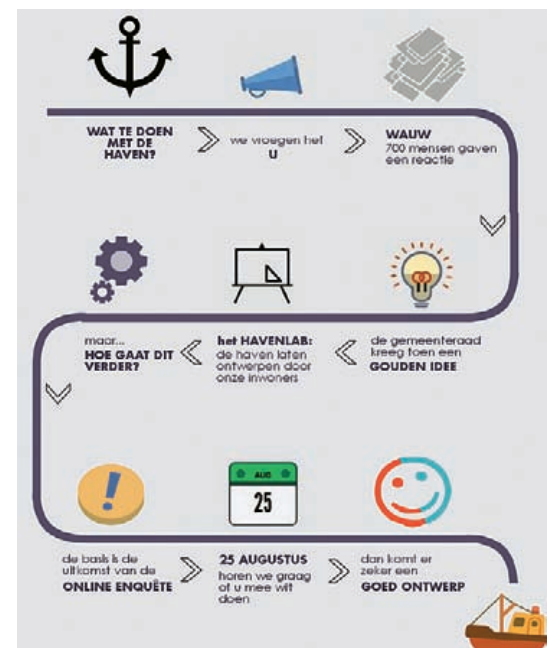 WAT TE DOEN
MET DE
HAVEN?
we vroegen het
U
WAUW
700 mensen gaven
een reactie
de gemeenteraad
kreeg toen een
GOUDEN IDEE
het HAVENLAB:
de haven laten
ontwerpen door
onze inwoners
maar...
HOE GAAT DIT
VERDER?
!
AUG
25
de basis is de
uitkomst van de
ONLINE ENQUÊTE
25 AUGUSTUS
horen we graag
of u mee wil
doen
dan komt er
zeker een
GOED ONTWERP